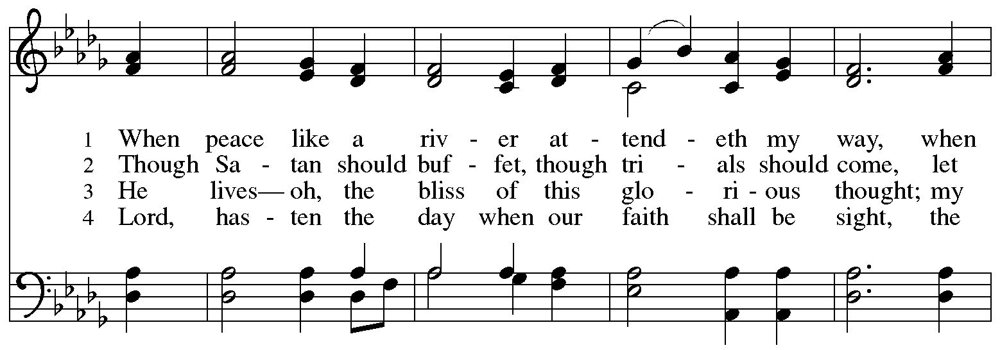 1 When peace like a riv - er at - tend - eth my way, when
2 Though Sa - tan should buf - fet, though tri - als should come, let
3 He lives— oh, the bliss of this glo - ri - ous thought; my
4 Lord, has - ten the day when our faith shall be sight, the